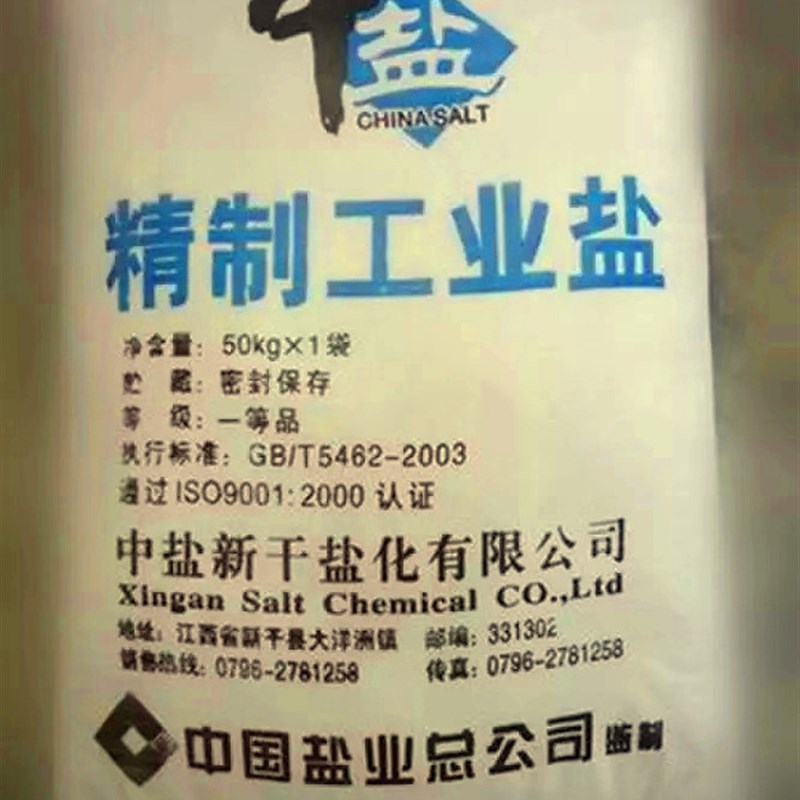 中盐
CHINA SALT
精制工业盐
净含量：50kg×1袋
贮 藏：密封保存
等 级：一等品
执行标准：GB/T5462-2003
通过ISO9001:2000认证
中盐新干盐化有限公司
Xingan Salt Chemical CO.,Ltd
地址：江西省新干县大洋洲镇 邮编：331302
销售热线：0796-2781258 传真：0796-2781258
中国盐业总公司监制